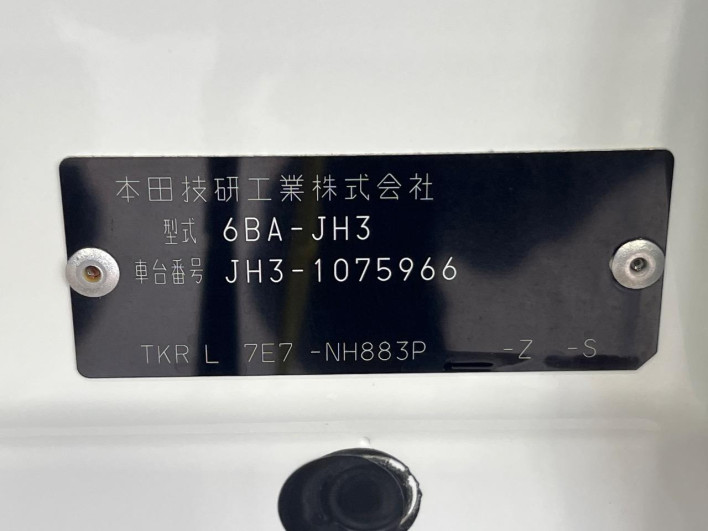 本田技研工業株式会社
型式 6BA-JH3
車台番号 JH3-1075966
TKR L 7E7 -NH883P -Z -S